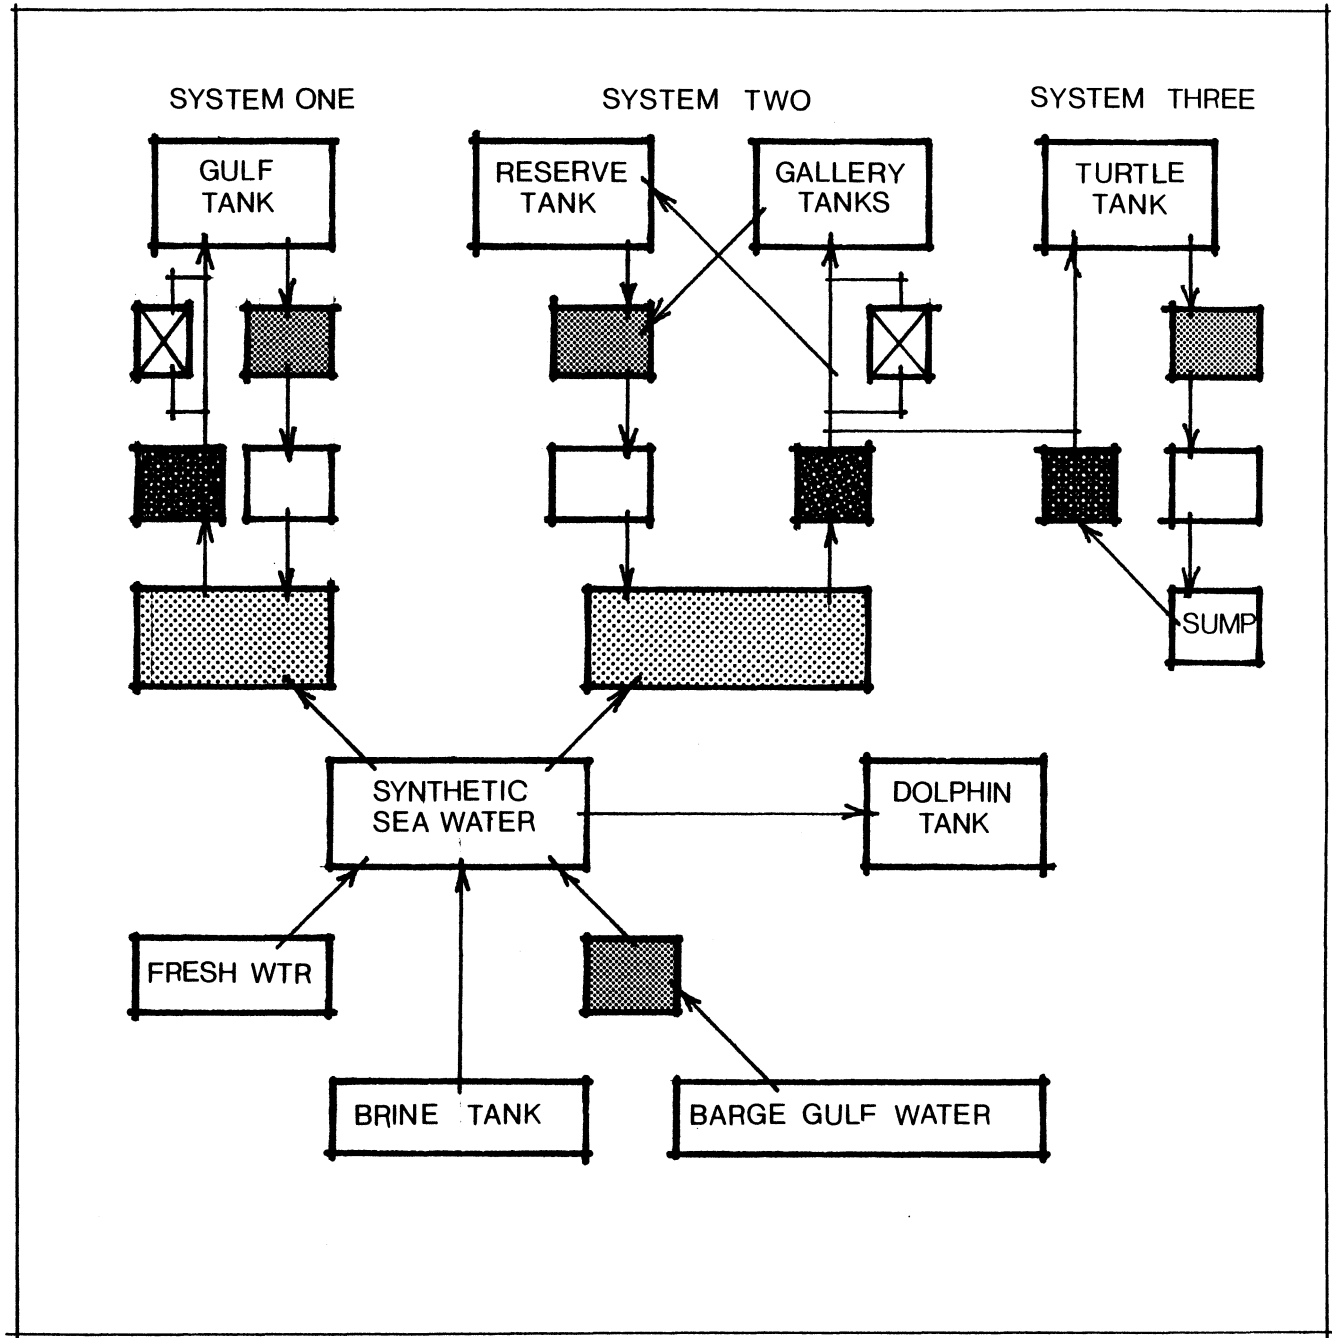 SYSTEM ONE
SYSTEM TWO
SYSTEM THREE
GULF
TANK
RESERVE
TANK
GALLERY
TANKS
TURTLE
TANK
SUMP
SYNTHETIC
SEA WATER
DOLPHIN
TANK
FRESH WTR
BRINE TANK
BARGE GULF WATER